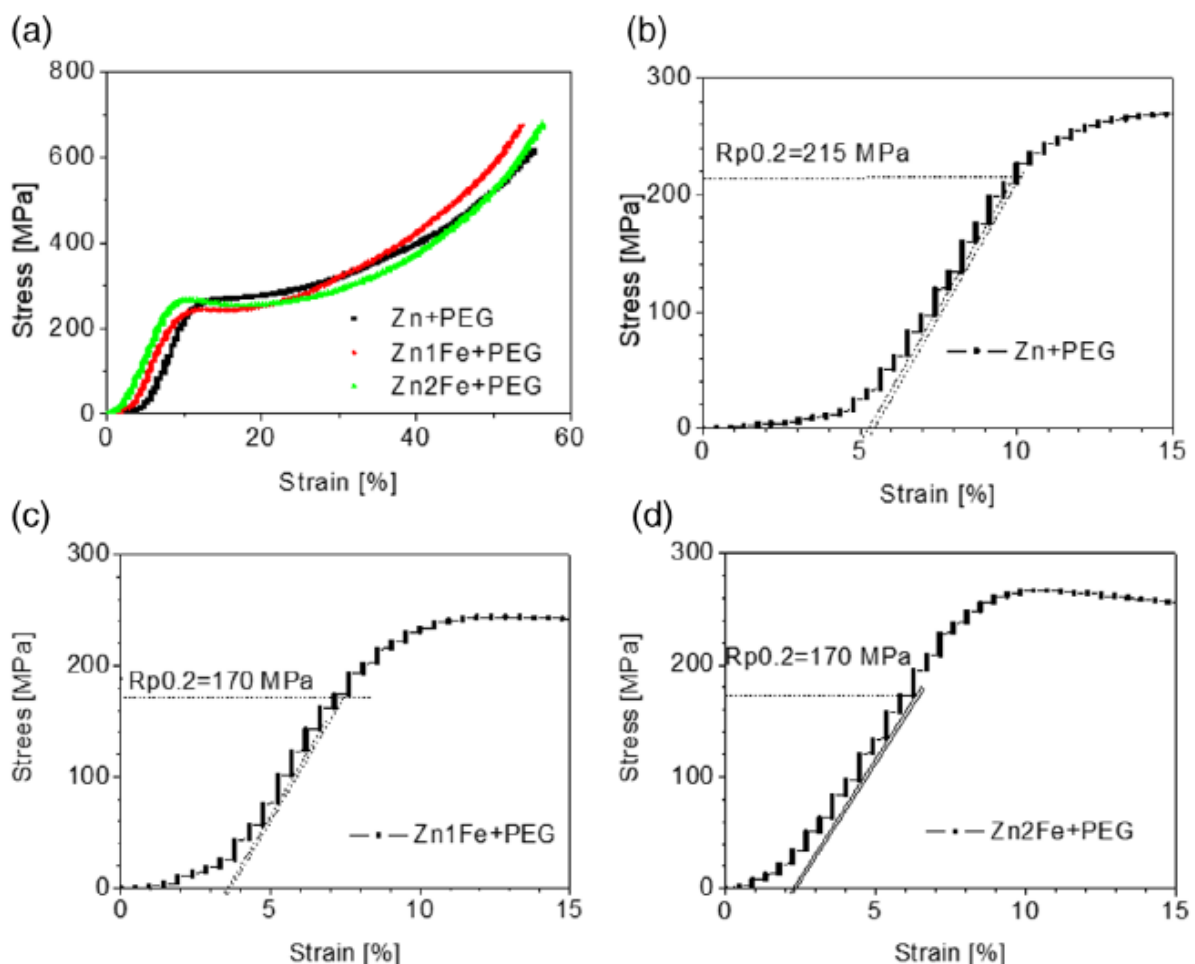 (a)
800
600
400
200
0
Stress [MPa]
Zn+PEG
Zn1Fe+PEG
Zn2Fe+PEG
0 20 40 60
Strain [%]
(b)
300
200
100
0
Stress [MPa]
Rp0.2=215 MPa
Zn+PEG
0 5 10 15
Strain [%]
(c)
300
200
100
0
Strees [MPa]
Rp0.2=170 MPa
Zn1Fe+PEG
0 5 10 15
Strain [%]
(d)
300
200
100
0
Stress [MPa]
Rp0.2=170 MPa
Zn2Fe+PEG
0 5 10 15
Strain [%]